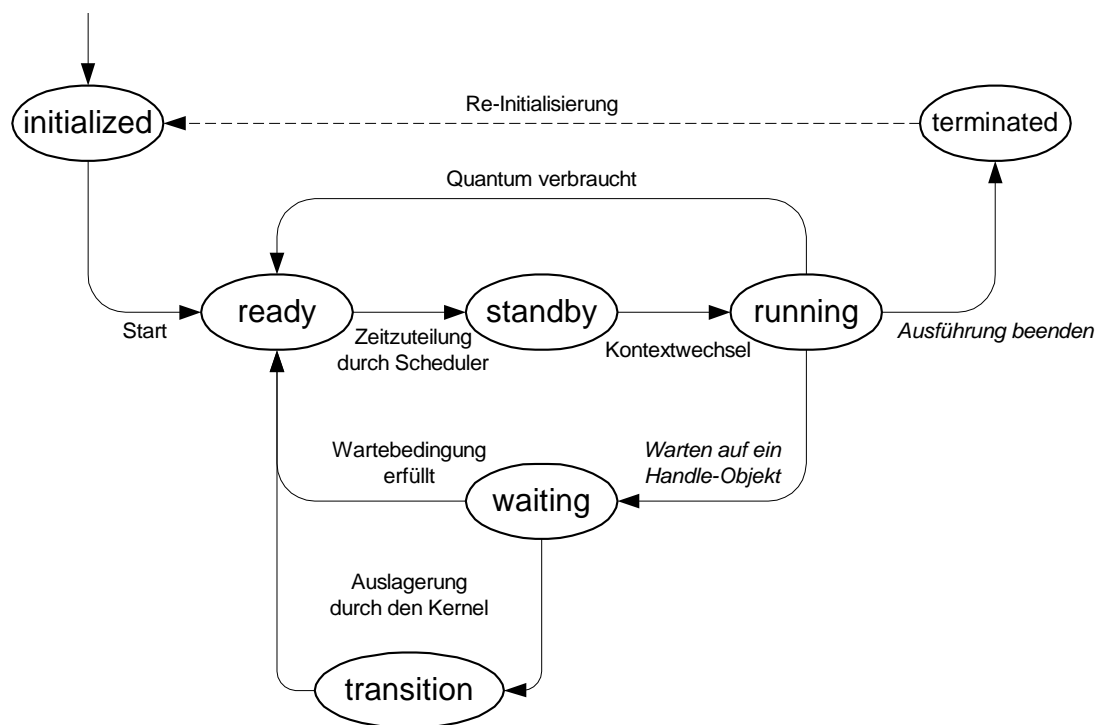 Re-Initialisierung
initialized
terminated
Quantum verbraucht
ready
standby
running
Start
Zeitzuteilung
durch Scheduler
Kontextwechsel
Ausführung beenden
Wartebedingung
erfüllt
Warten auf ein
Handle-Objekt
waiting
Auslagerung
durch den Kernel
transition